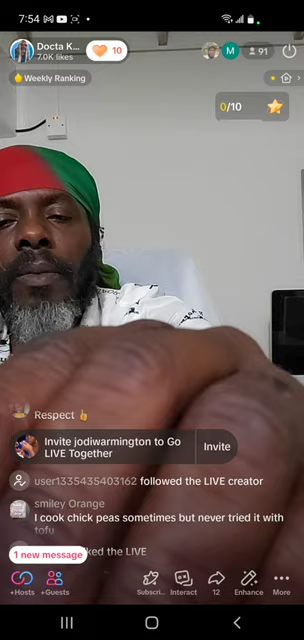 7:54
Docta K...
7.0K likes
10
M
91
Weekly Ranking
0/10
Respect
Invite jodiwarmington to Go
LIVE Together
Invite
user1335435403162 followed the LIVE creator
smiley Orange
I cook chick peas sometimes but never tried it with
tofu
1 new message
ked the LIVE
+Hosts
+Guests
Subscri...
Interact
12
Enhance
More